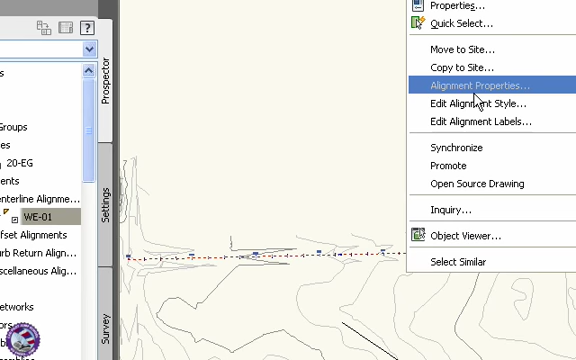 Properties...
Quick Select...
Move to Site...
Copy to Site...
Alignment Properties...
Edit Alignment Style...
Edit Alignment Labels...
Synchronize
Promote
Open Source Drawing
Inquiry...
Object Viewer...
Select Similar
Prospector
Settings
Survey
?
s
Groups
es
20-EG
ents
enterline Alignme...
WE-01
ffset Alignments
urb Return Align...
iscellaneous Alig...
etworks
ors